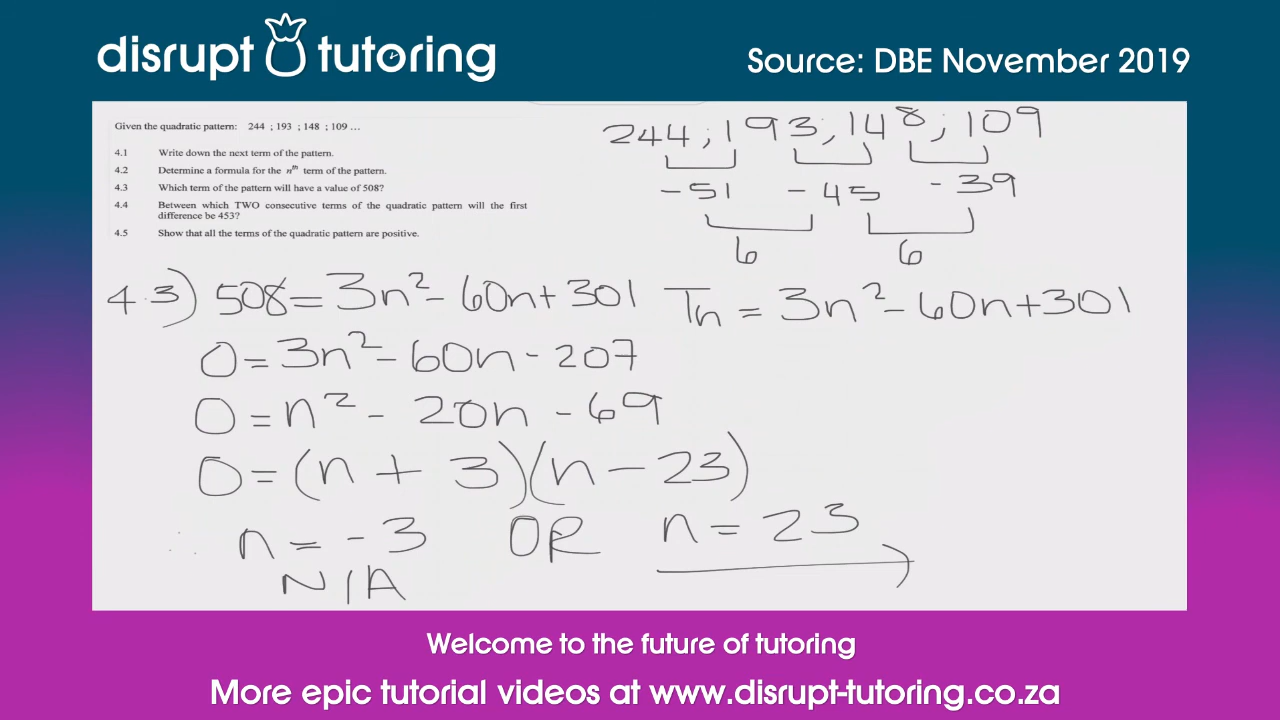 disrupt tutoring
Source: DBE November 2019
Given the quadratic pattern: 244 ; 193 ; 148 ; 109 ...
4.1 Write down the next term of the pattern.
4.2 Determine a formula for the nᵗʰ term of the pattern.
4.3 Which term of the pattern will have a value of 508?
4.4 Between which TWO consecutive terms of the quadratic pattern will the first
difference be 453?
4.5 Show that all the terms of the quadratic pattern are positive.
244 ; 193 ; 148 ; 109
-51 -45 -39
6 6
4.3) 508 = 3n² - 60n + 301
Tn = 3n² - 60n + 301
0 = 3n² - 60n - 207
0 = n² - 20n - 69
0 = (n + 3)(n - 23)
n = -3 OR n = 23
N/A
Welcome to the future of tutoring
More epic tutorial videos at www.disrupt-tutoring.co.za